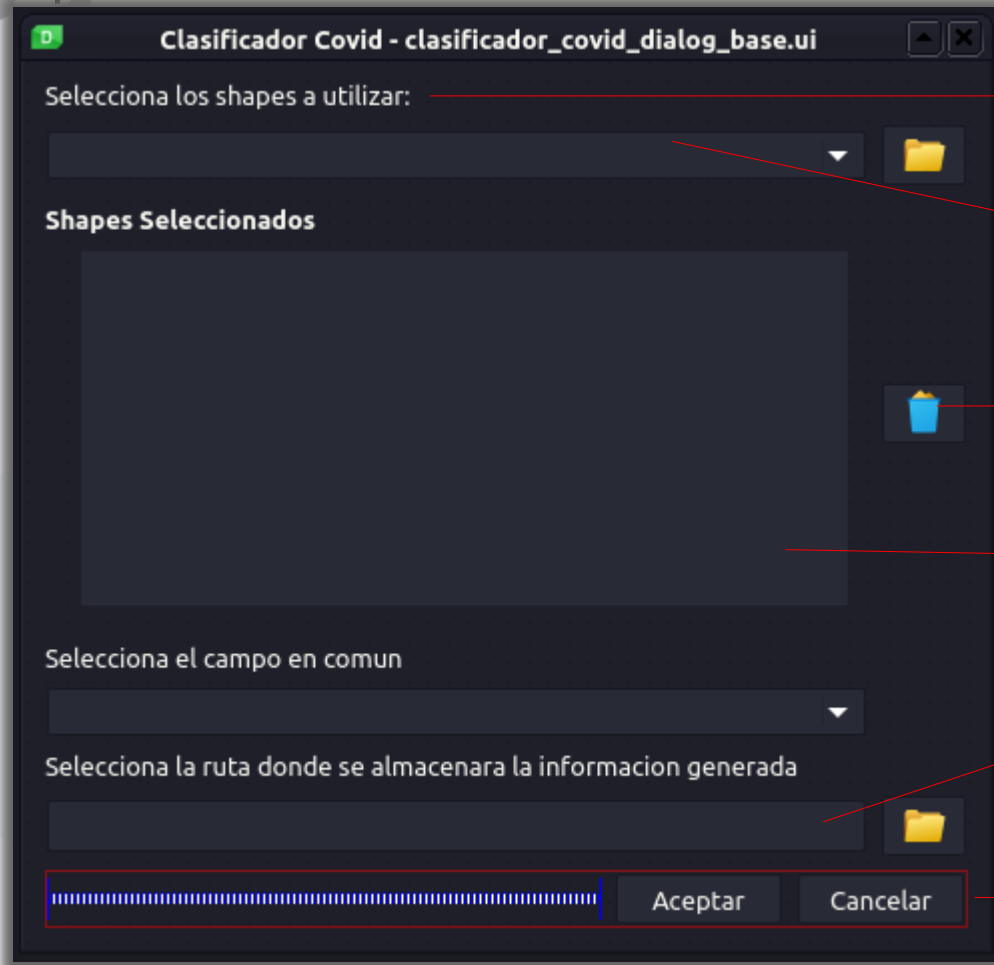 D
Clasificador Covid - clasificador_covid_dialog_base.ui
Selecciona los shapes a utilizar:
Shapes Seleccionados
Selecciona el campo en comun
Selecciona la ruta donde se almacenara la informacion generada
Aceptar
Cancelar